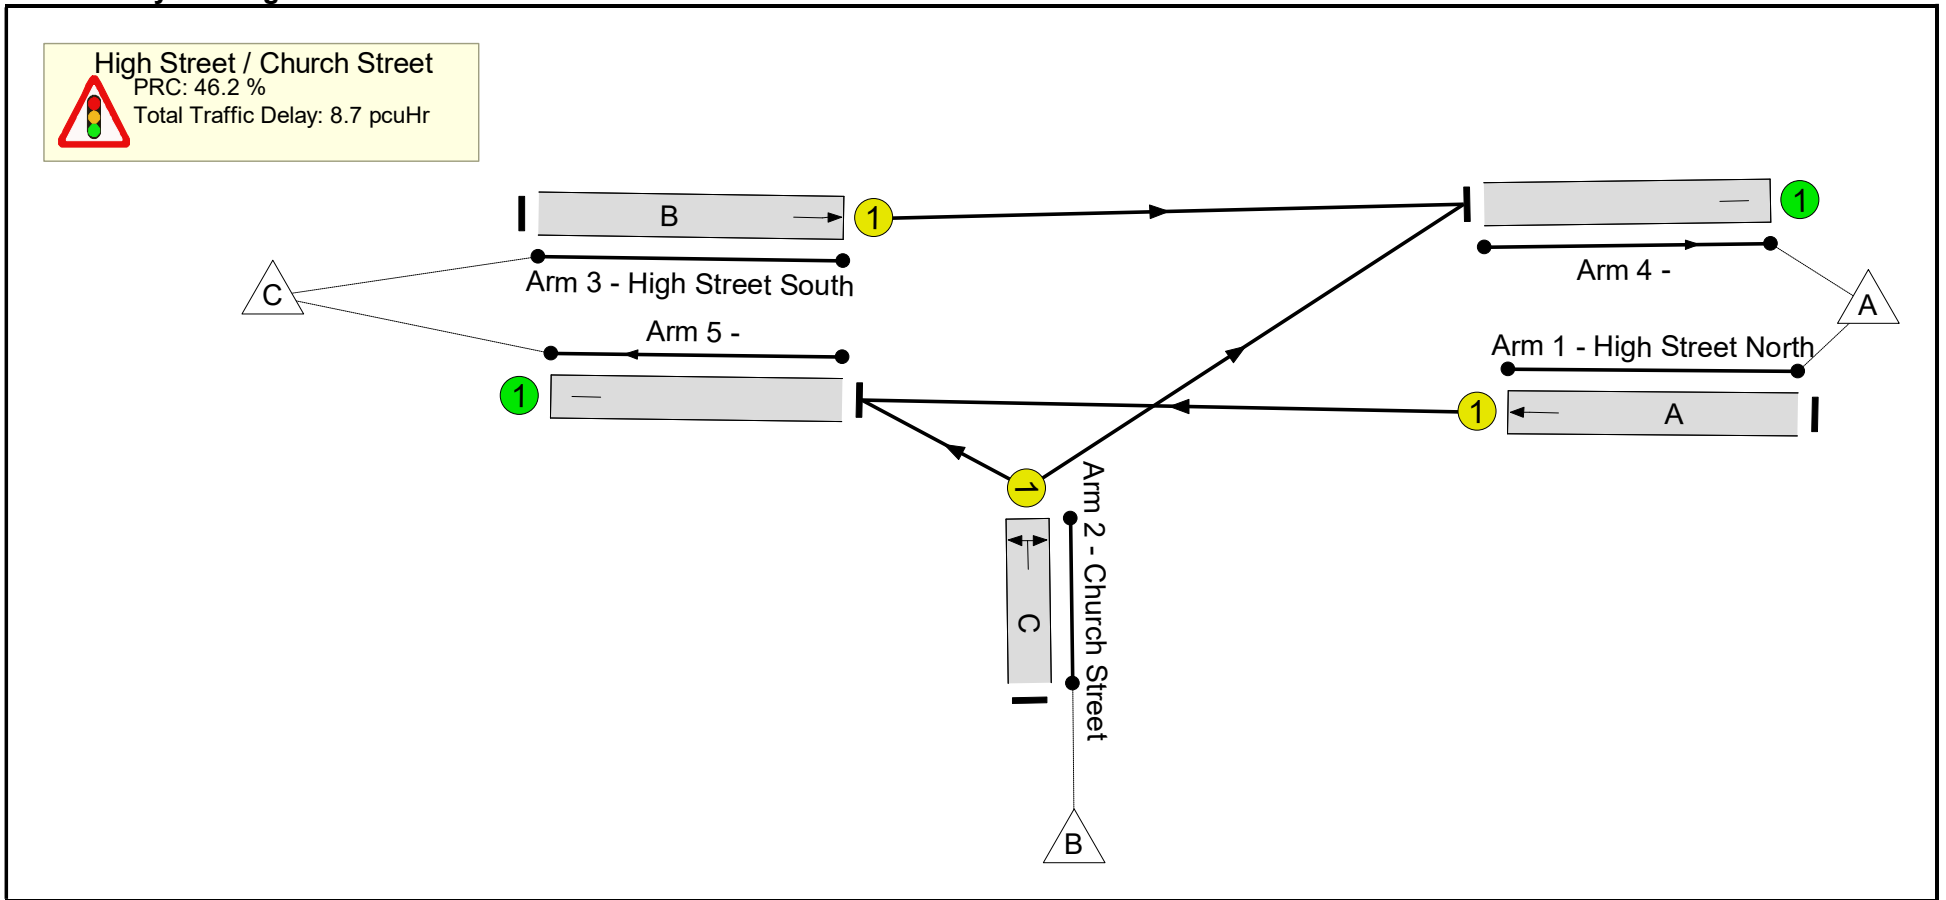 High Street / Church Street
PRC: 46.2 %
Total Traffic Delay: 8.7 pcuHr
B
1
1
Arm 3 - High Street South
Arm 4 -
C
A
Arm 5 -
Arm 1 - High Street North
1
1
A
1
Arm 2 - Church Street
C
B